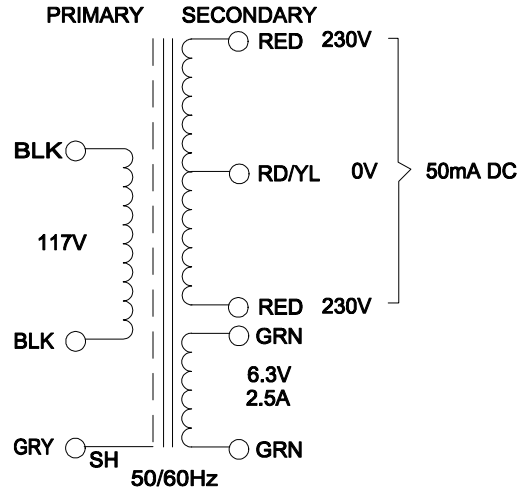 PRIMARY SECONDARY
RED 230V
BLK
RD/YL 0V 50mA DC
117V
RED 230V
BLK
GRN
6.3V
2.5A
GRY
SH
GRN
50/60Hz